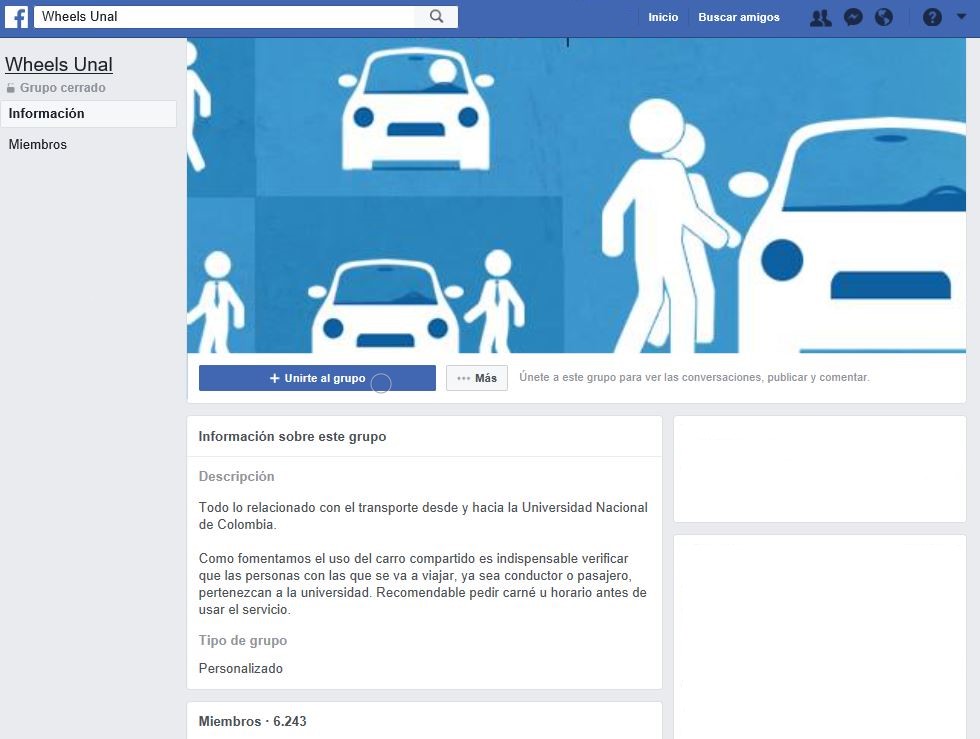 f
Wheels Unal
Inicio
Buscar amigos
?
Wheels Unal
Grupo cerrado
Información
Miembros
+ Unirte al grupo
··· Más
Únete a este grupo para ver las conversaciones, publicar y comentar.
Información sobre este grupo
Descripción
Todo lo relacionado con el transporte desde y hacia la Universidad Nacional
de Colombia.
Como fomentamos el uso del carro compartido es indispensable verificar
que las personas con las que se va a viajar, ya sea conductor o pasajero,
pertenezcan a la universidad. Recomendable pedir carné u horario antes de
usar el servicio.
Tipo de grupo
Personalizado
Miembros · 6.243